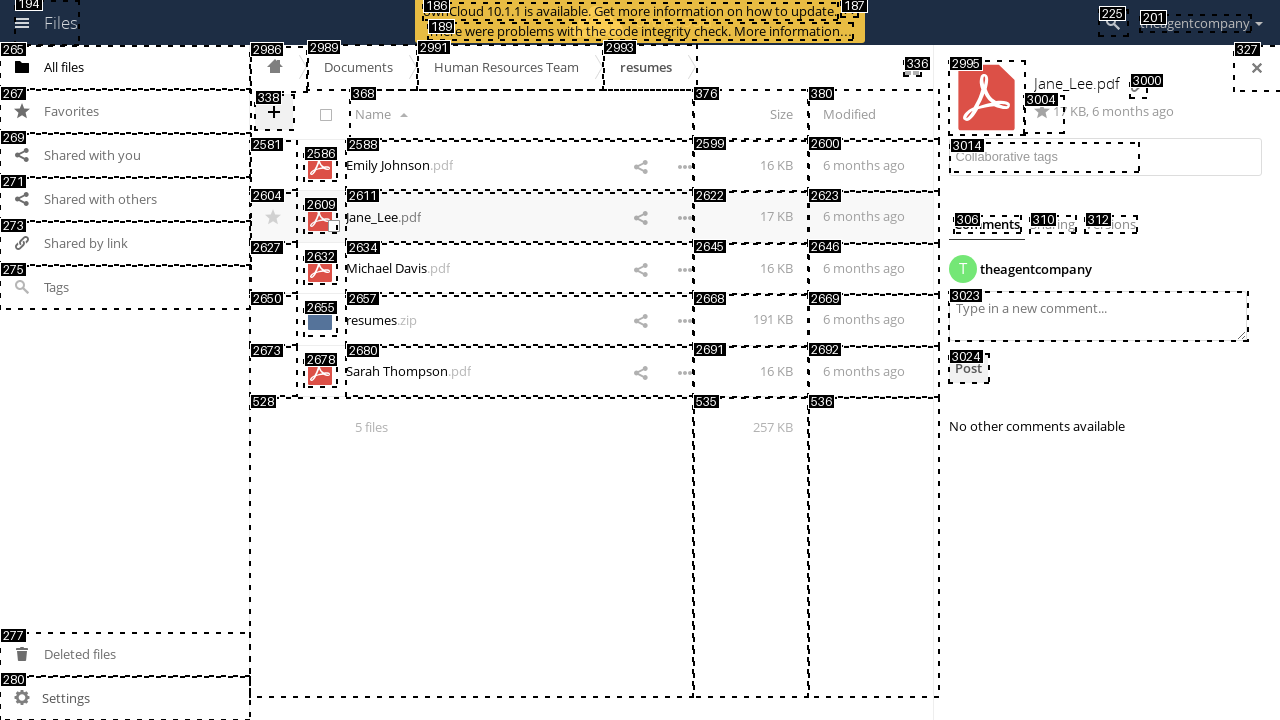 194
Files
186
ownCloud 10.1.1 is available. Get more information on how to update.
187
189
There were problems with the code integrity check. More information…
225
201
theagentcompany
265
All files
267
Favorites
269
Shared with you
271
Shared with others
273
Shared by link
275
Tags
277
Deleted files
280
Settings
2986
2989
Documents
2991
Human Resources Team
2993
resumes
336
338
+
368
Name
376
Size
380
Modified
2581
2586
2588
Emily Johnson.pdf
2599
16 KB
2600
6 months ago
2604
2609
2611
Jane_Lee.pdf
2622
17 KB
2623
6 months ago
2627
2632
2634
Michael Davis.pdf
2645
16 KB
2646
6 months ago
2650
2655
2657
resumes.zip
2668
191 KB
2669
6 months ago
2673
2678
2680
Sarah Thompson.pdf
2691
16 KB
2692
6 months ago
528
5 files
535
257 KB
536
327
2995
Jane_Lee.pdf
3000
3004
17 KB, 6 months ago
3014
Collaborative tags
306
Comments
310
Sharing
312
Versions
T
theagentcompany
3023
Type in a new comment...
3024
Post
No other comments available